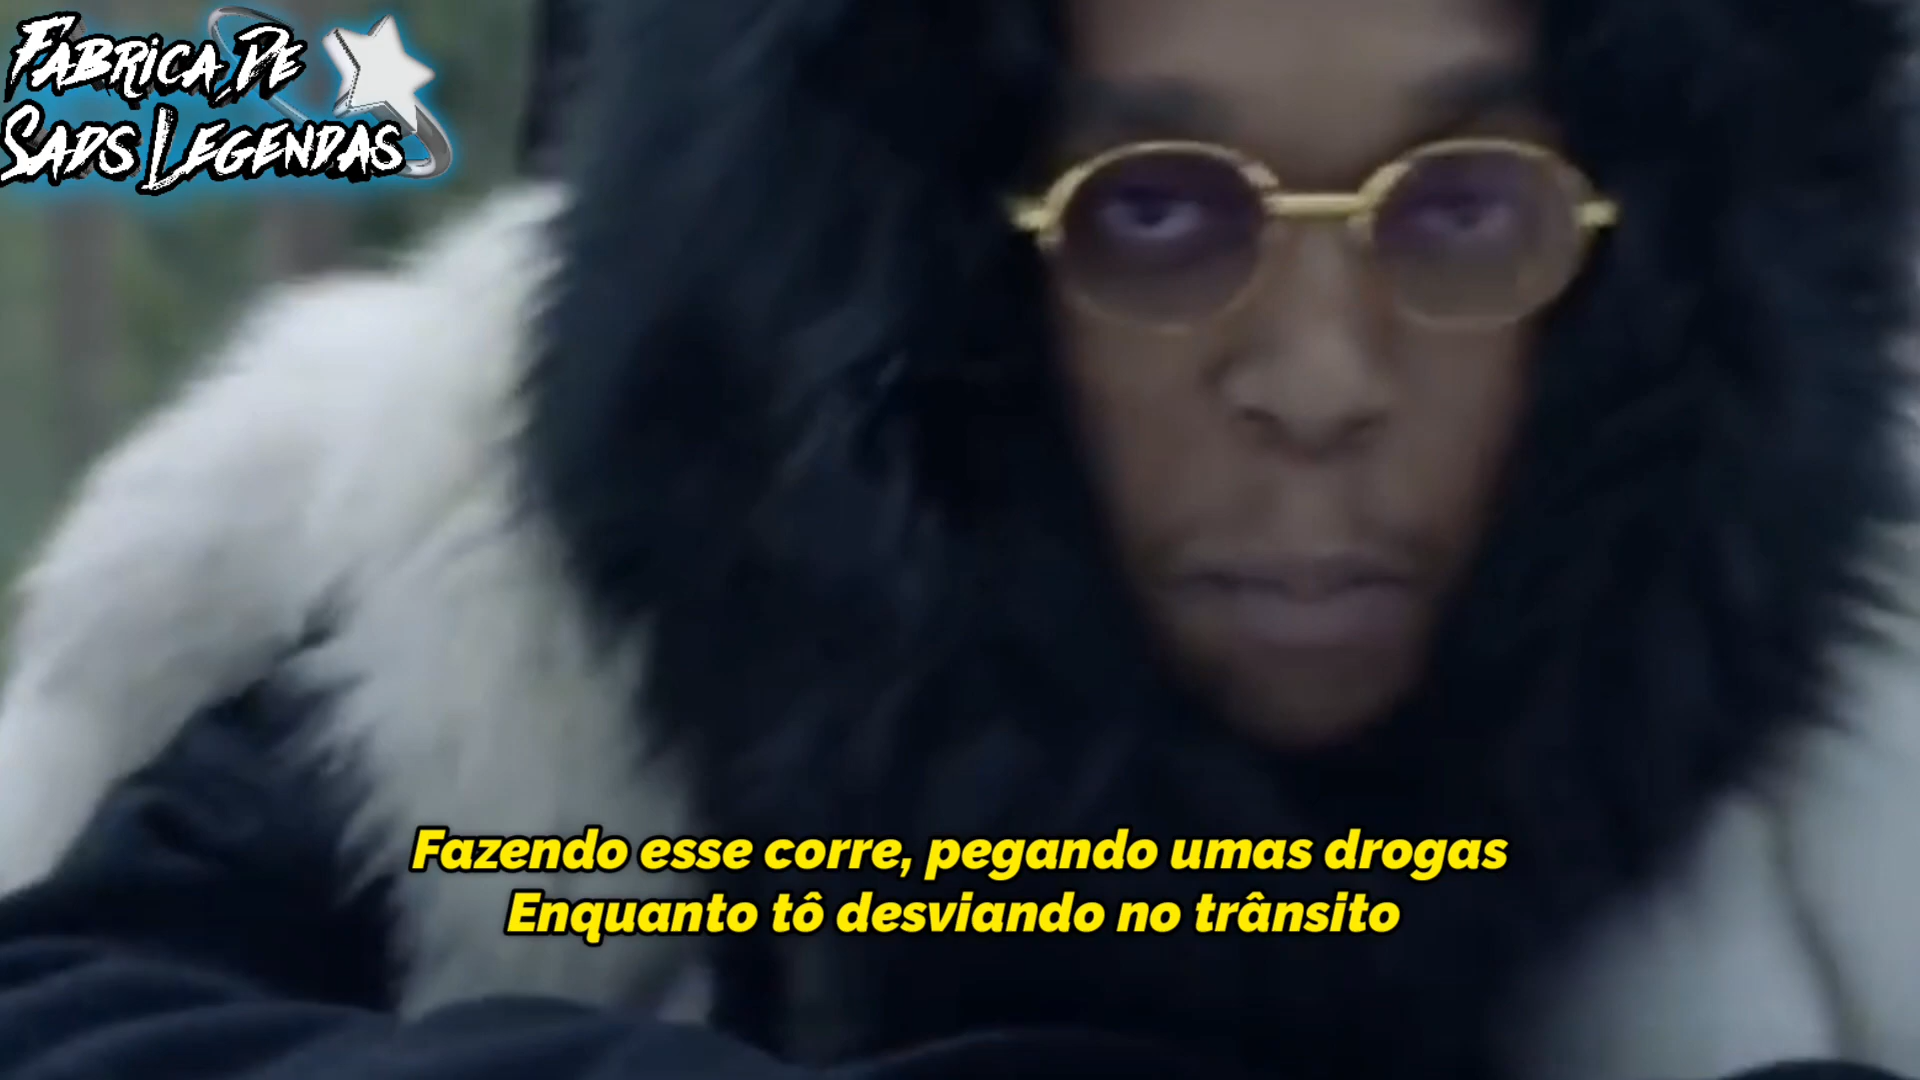 FABRICA DE
SADS LEGENDAS
Fazendo esse corre, pegando umas drogas
Enquanto tô desviando no trânsito